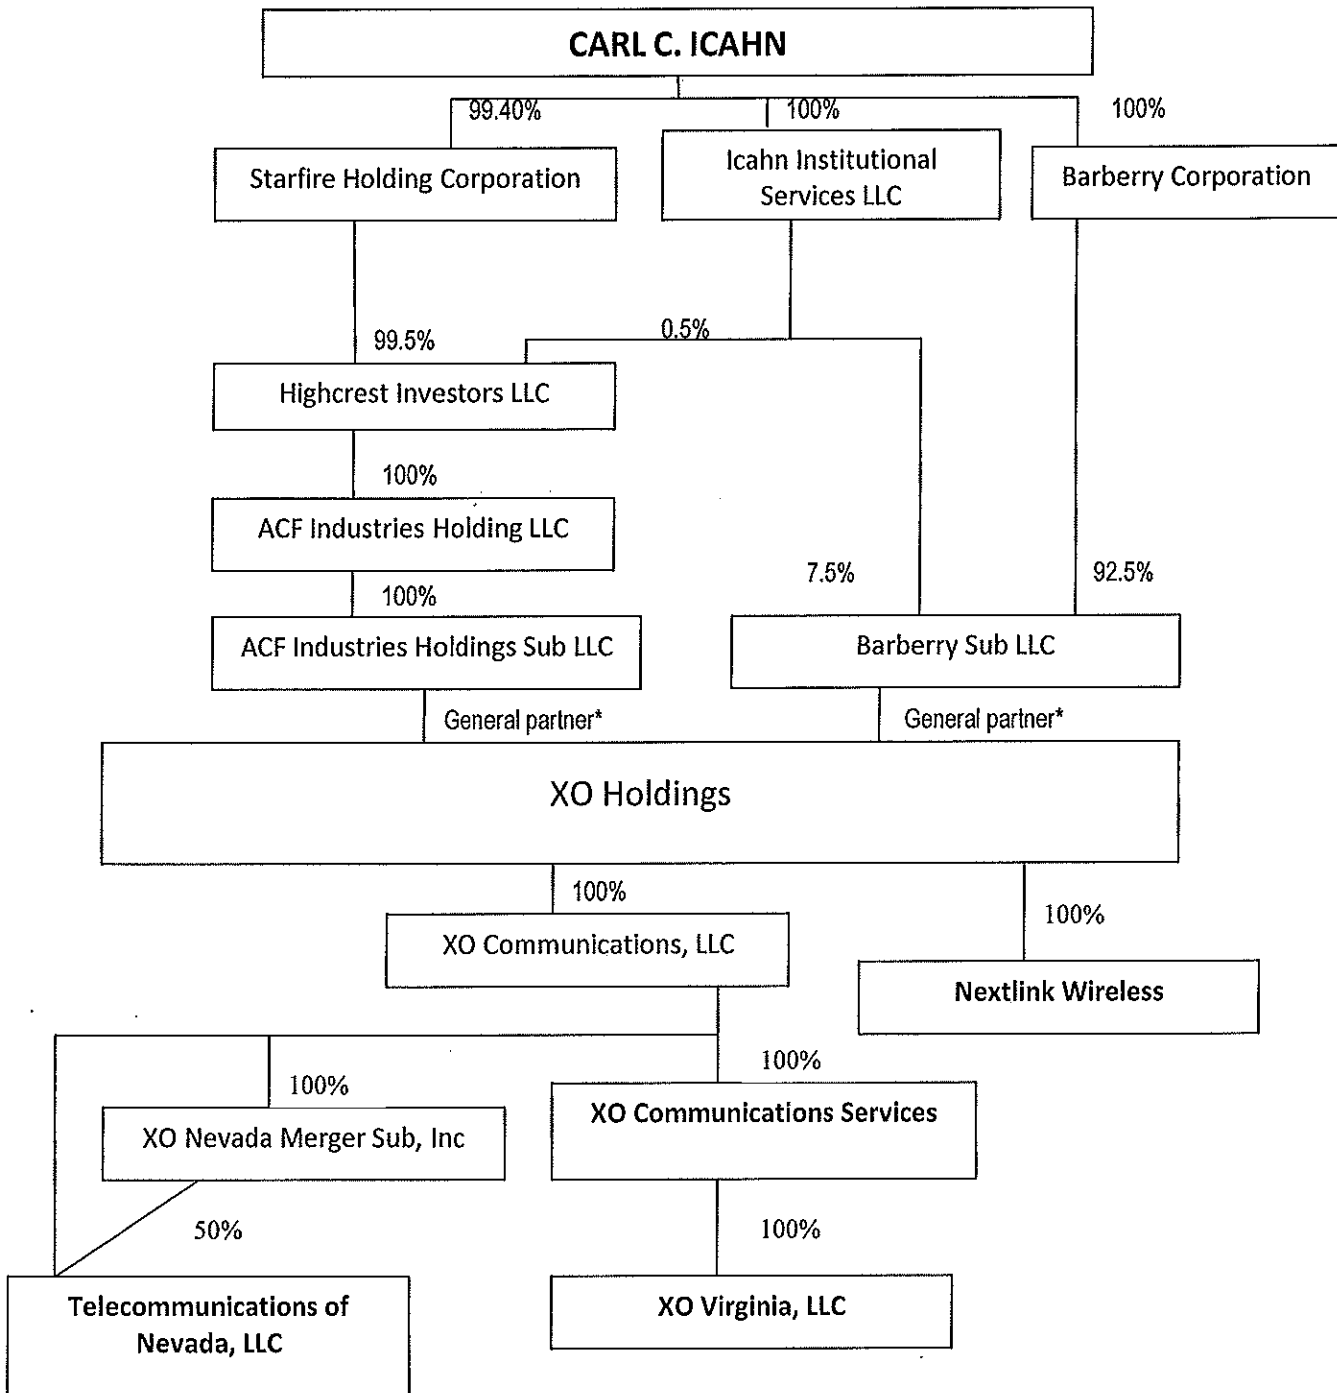 CARL C. ICAHN
99.40%
100%
100%
Starfire Holding Corporation
Icahn Institutional
Services LLC
Barberry Corporation
99.5%
0.5%
Highcrest Investors LLC
100%
ACF Industries Holding LLC
7.5%
92.5%
100%
ACF Industries Holdings Sub LLC
Barberry Sub LLC
General partner*
General partner*
XO Holdings
100%
100%
XO Communications, LLC
Nextlink Wireless
100%
100%
XO Nevada Merger Sub, Inc
XO Communications Services
50%
100%
Telecommunications of
Nevada, LLC
XO Virginia, LLC